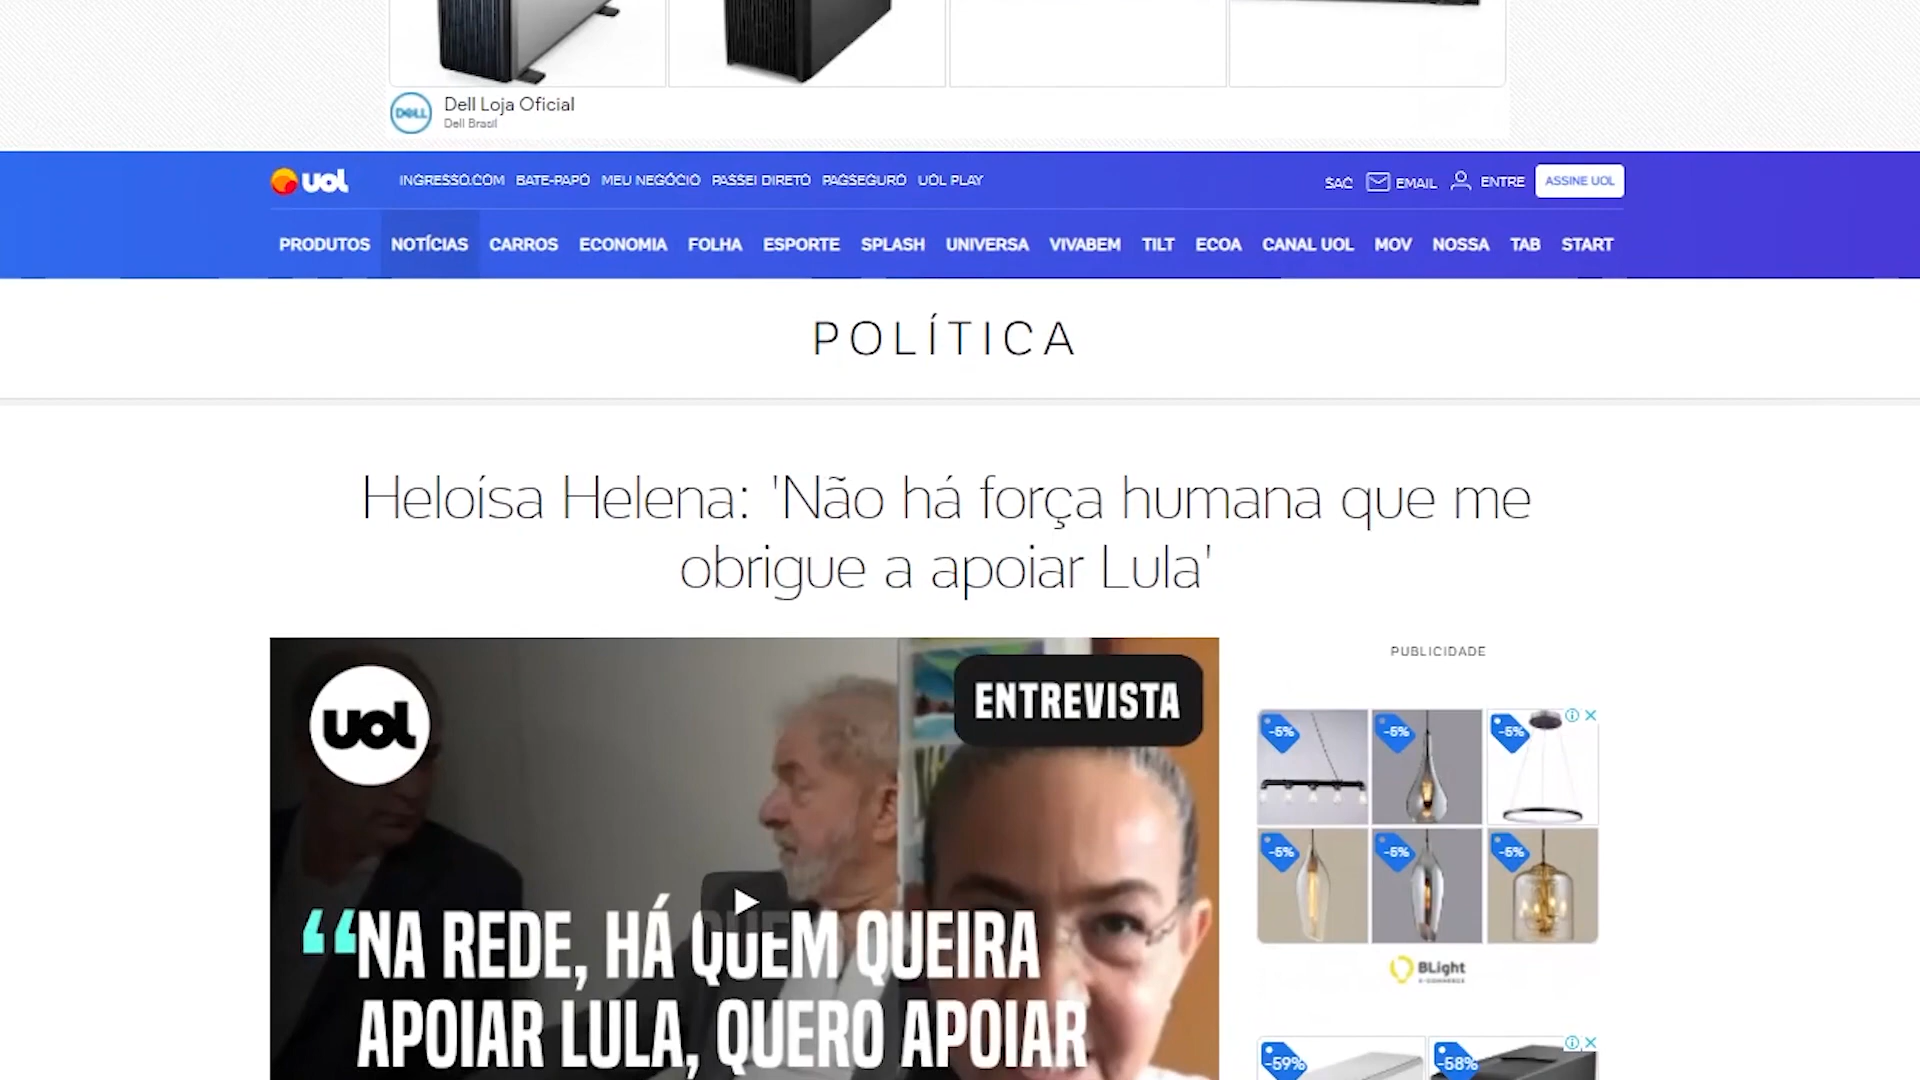 DELL
Dell Loja Oficial
Dell Brasil
UOL
INGRESSO.COM BATE-PAPO MEU NEGÓCIO PASSEI DIRETO PAGSEGURO UOL PLAY
SAC EMAIL ENTRE ASSINE UOL
PRODUTOS NOTÍCIAS CARROS ECONOMIA FOLHA ESPORTE SPLASH UNIVERSA VIVABEM TILT ECOA CANAL UOL MOV NOSSA TAB START
POLÍTICA
Heloísa Helena: 'Não há força humana que me
obrigue a apoiar Lula'
UOL
ENTREVISTA
“NA REDE, HÁ QUEM QUEIRA
APOIAR LULA, QUERO APOIAR
PUBLICIDADE
-5% -5% -5%
-5% -5% -5%
BLight
E-COMMERCE
-59% -58%